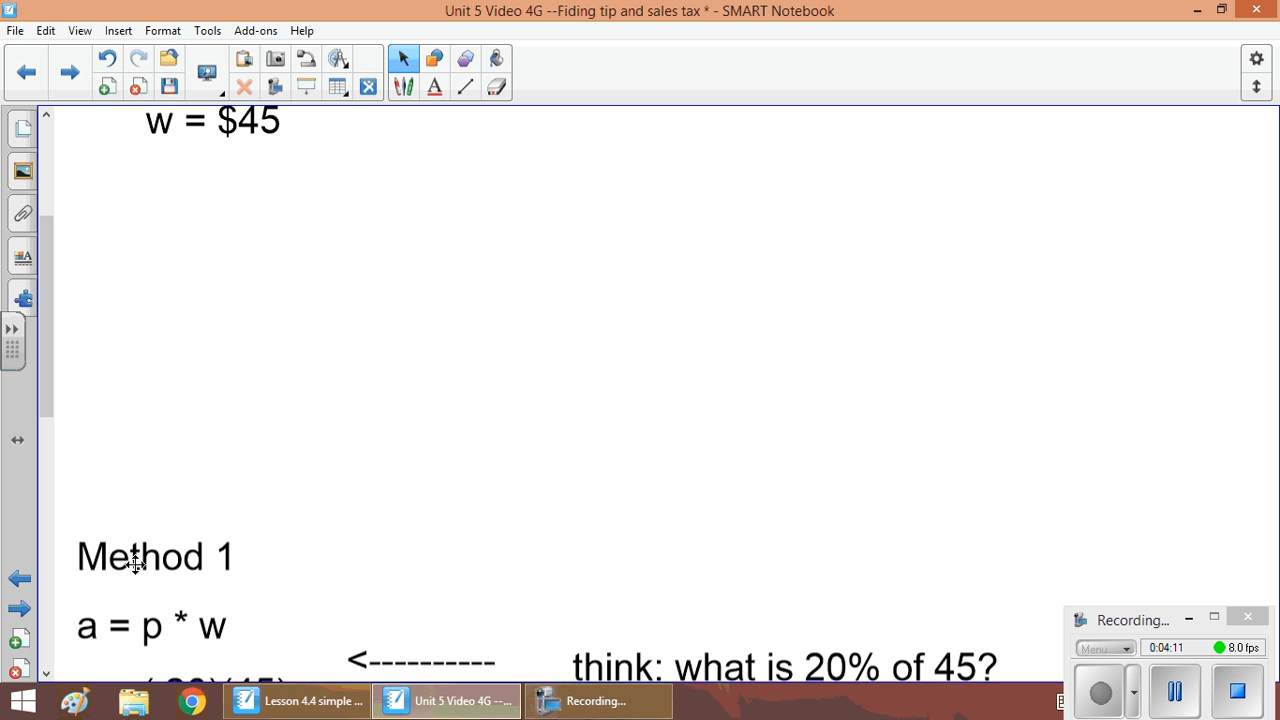 Unit 5 Video 4G --Fiding tip and sales tax * - SMART Notebook
File Edit View Insert Format Tools Add-ons Help
w = $45
Method 1
a = p * w
<----------
think: what is 20% of 45?
Recording...
Menu
0:04:11
8.0 fps
Lesson 4.4 simple ...
Unit 5 Video 4G --...
Recording...